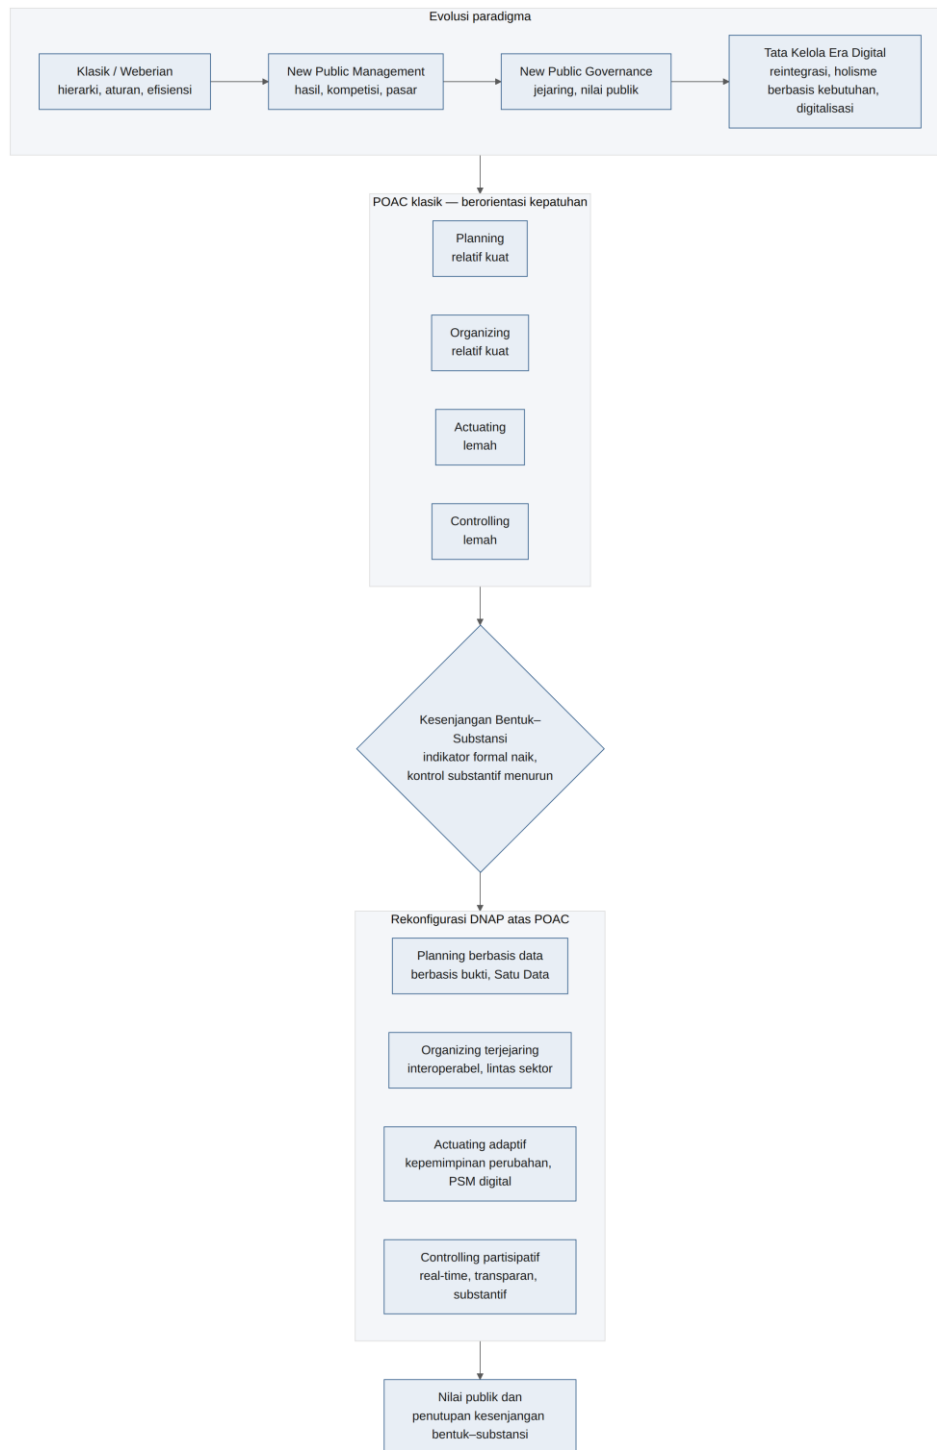 Evolusi paradigma
Klasik / Weberian
hierarki, aturan, efisiensi
New Public Management
hasil, kompetisi, pasar
New Public Governance
jejaring, nilai publik
Tata Kelola Era Digital
reintegrasi, holisme
berbasis kebutuhan,
digitalisasi
POAC klasik — berorientasi kepatuhan
Planning
relatif kuat
Organizing
relatif kuat
Actuating
lemah
Controlling
lemah
Kesenjangan Bentuk–
Substansi
indikator formal naik,
kontrol substantif menurun
Rekonfigurasi DNAP atas POAC
Planning berbasis data
berbasis bukti, Satu Data
Organizing terjejaring
interoperabel, lintas sektor
Actuating adaptif
kepemimpinan perubahan,
PSM digital
Controlling partisipatif
real-time, transparan,
substantif
Nilai publik dan
penutupan kesenjangan
bentuk–substansi